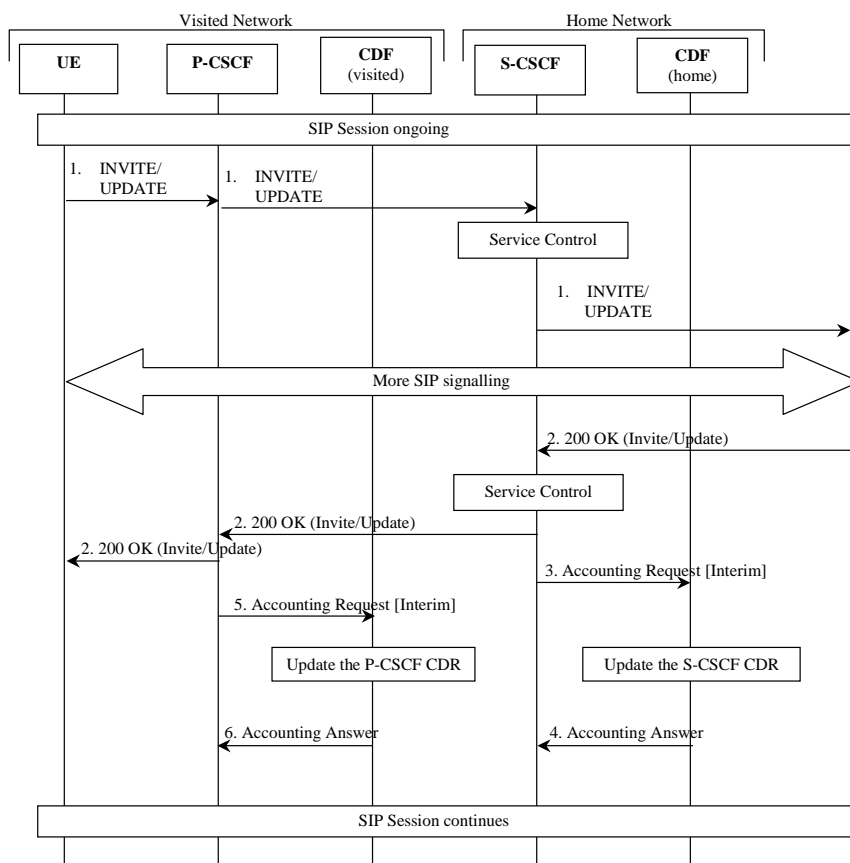 Visited Network
Home Network
UE
P-CSCF
CDF
(visited)
S-CSCF
CDF
(home)
SIP Session ongoing
1. INVITE/
UPDATE
1. INVITE/
UPDATE
Service Control
1. INVITE/
UPDATE
More SIP signalling
2. 200 OK (Invite/Update)
Service Control
2. 200 OK (Invite/Update)
2. 200 OK (Invite/Update)
3. Accounting Request [Interim]
5. Accounting Request [Interim]
Update the P-CSCF CDR
Update the S-CSCF CDR
6. Accounting Answer
4. Accounting Answer
SIP Session continues